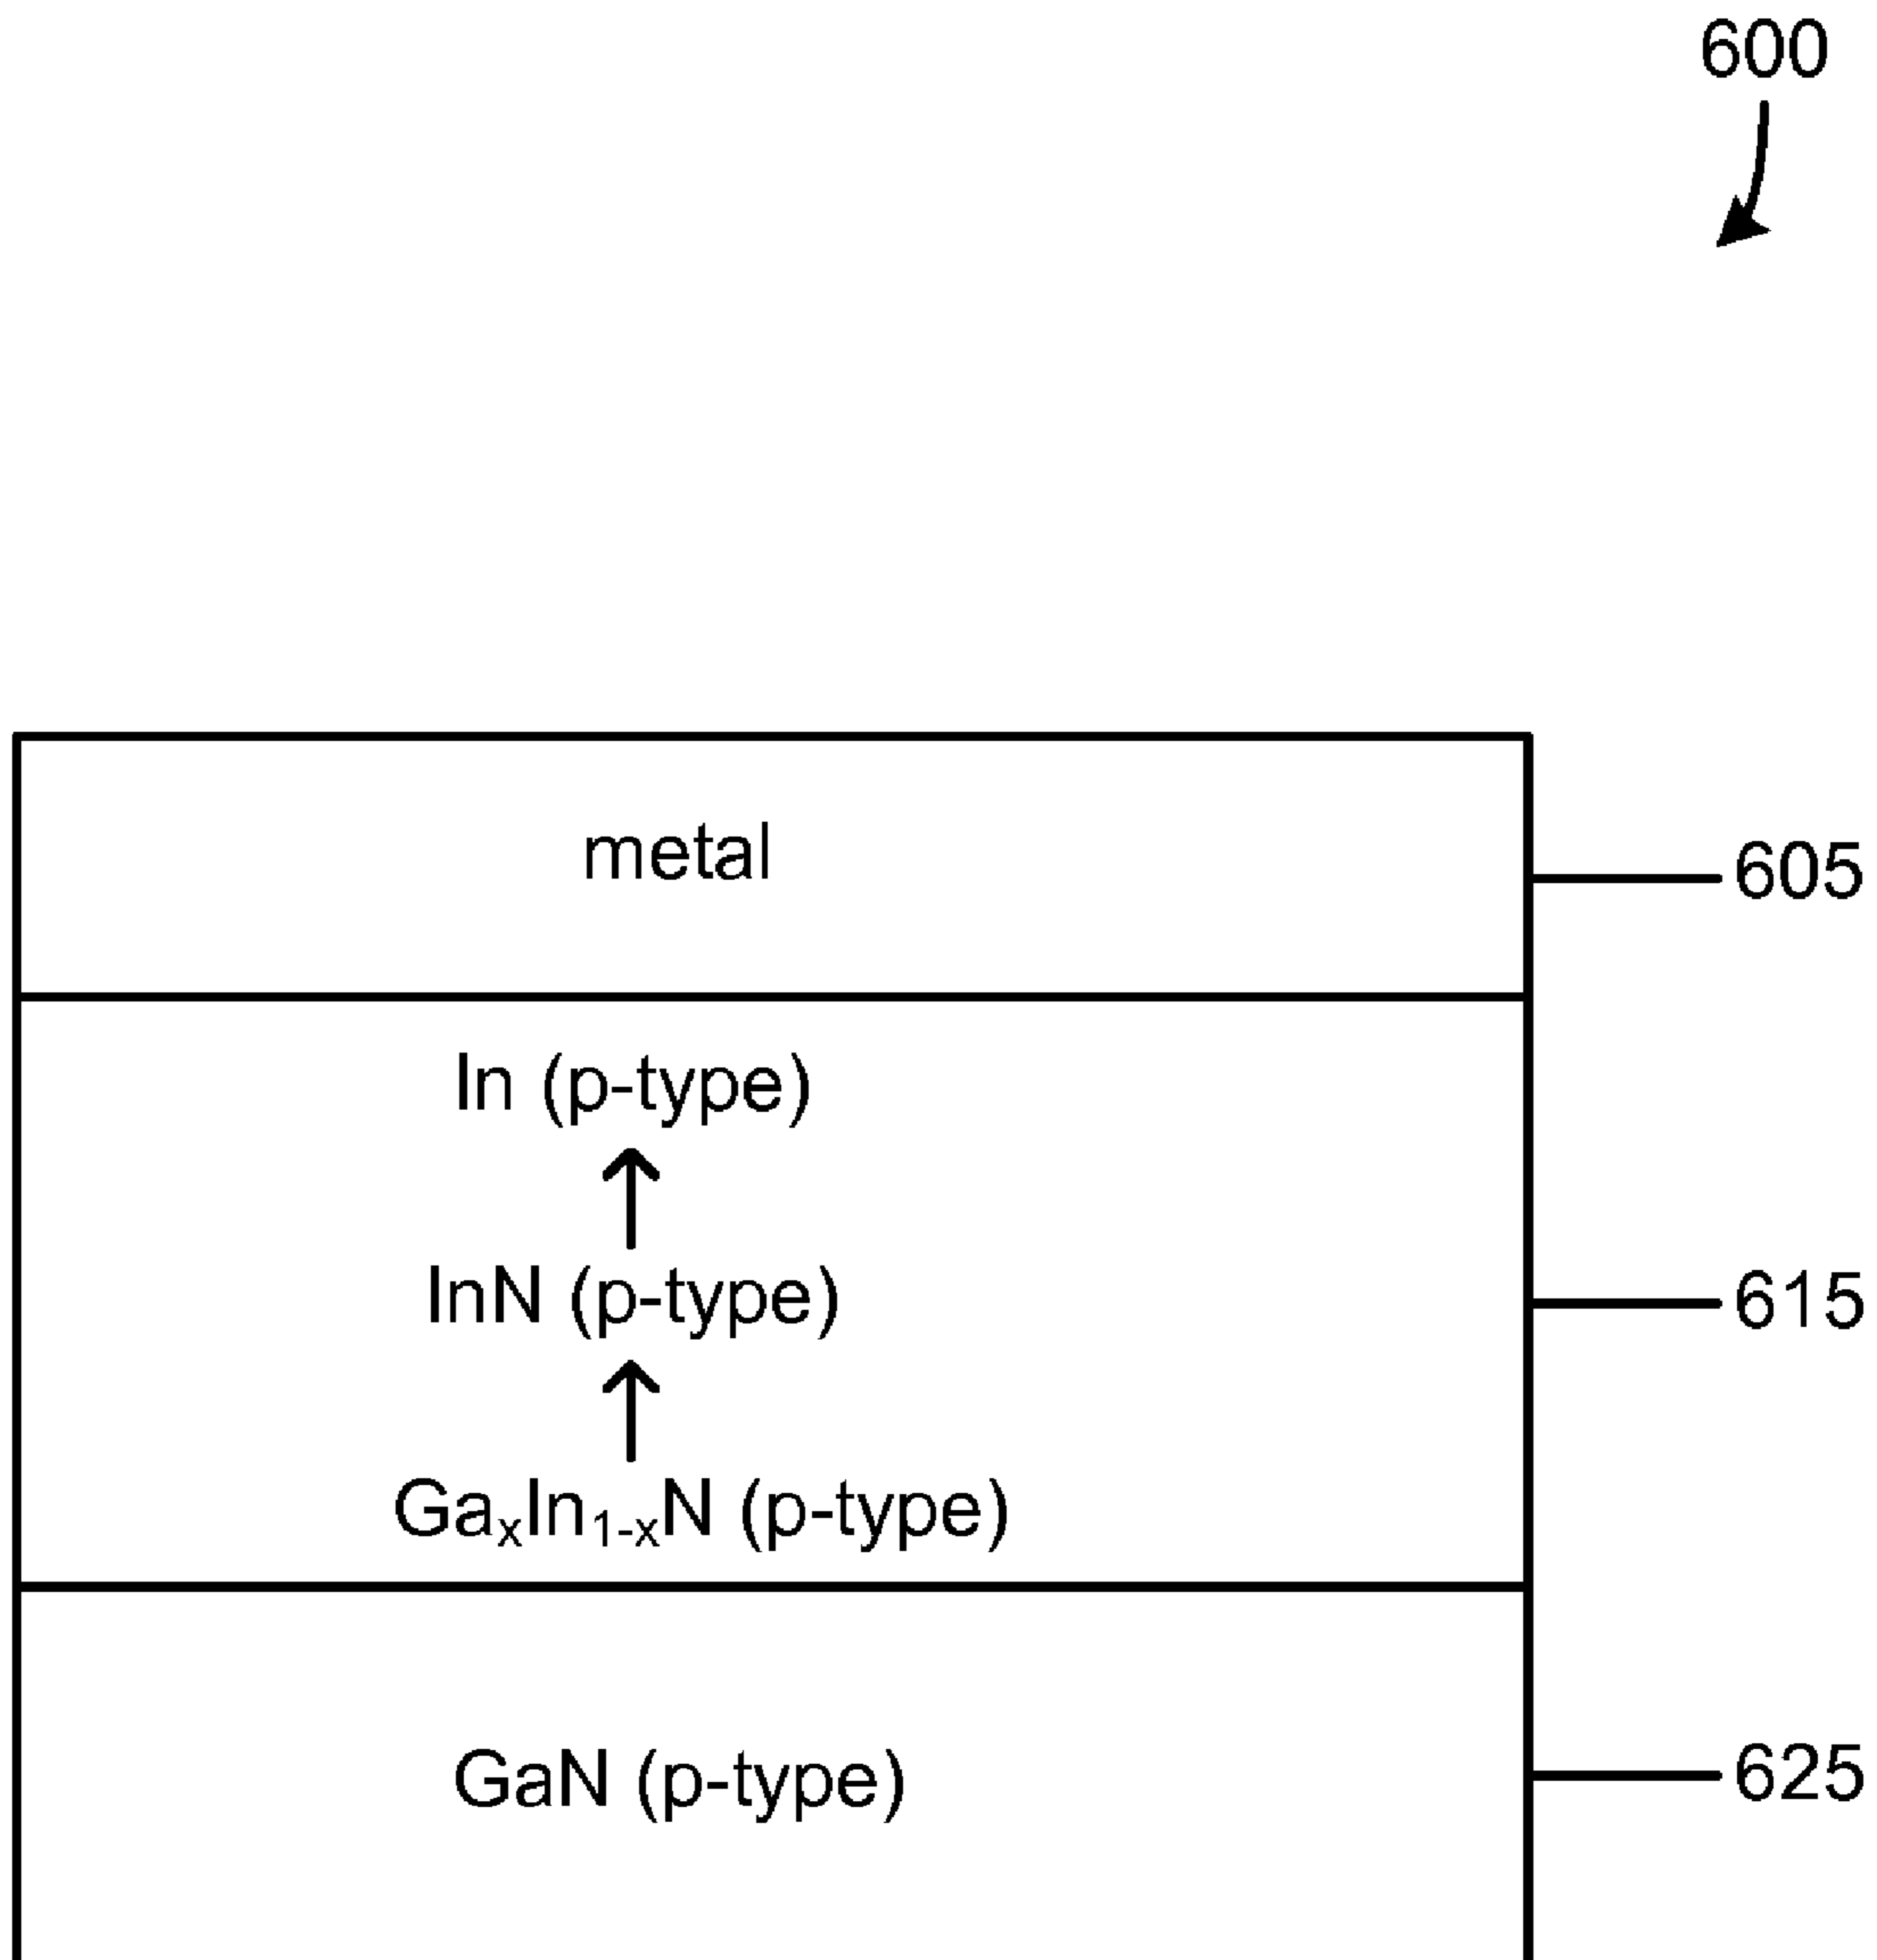 600
metal
605
In (p-type)
InN (p-type)
615
GaₓIn₁₋ₓN (p-type)
GaN (p-type)
625